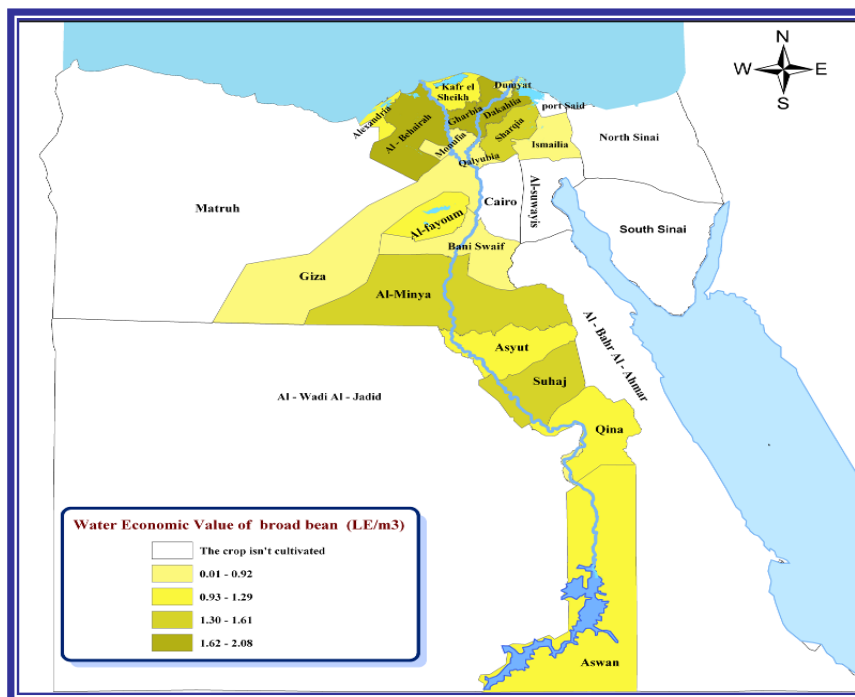 N
W E
S
Kafr el
Sheikh
Dumyat
port Said
Alexandria
Al - Behairah
Gharbia
Dakahlia
Sharqia
Monufia
Qalyubia
Ismailia
North Sinai
Matruh
Cairo
Al-suwayis
South Sinai
Al-fayoum
Bani Swaif
Giza
Al-Minya
Al - Bahr Al - Ahmar
Asyut
Suhaj
Al - Wadi Al - Jadid
Qina
Aswan
Water Economic Value of broad bean (LE/m3)
The crop isn't cultivated
0.01 - 0.92
0.93 - 1.29
1.30 - 1.61
1.62 - 2.08